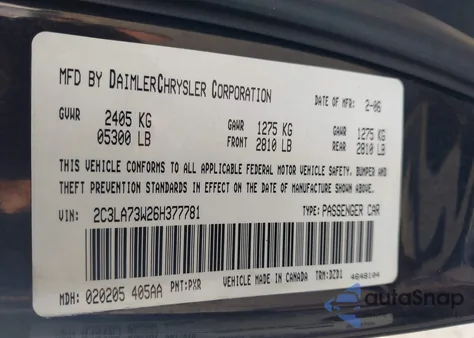 MFD BY DAIMLERCHRYSLER CORPORATION
DATE OF MFR: 2-06
GVWR 2405 KG 05300 LB
GAWR FRONT 1275 KG 2810 LB
GAWR REAR 1275 KG 2810 LB
THIS VEHICLE CONFORMS TO ALL APPLICABLE FEDERAL MOTOR VEHICLE SAFETY, BUMPER AND
THEFT PREVENTION STANDARDS IN EFFECT ON THE DATE OF MANUFACTURE SHOWN ABOVE.
VIN: 2C3LA73W26H377781 TYPE: PASSENGER CAR
VEHICLE MADE IN CANADA TRM: DZD1 4648104
MDH: 020205 405AA PNT: PXR
autoSnap